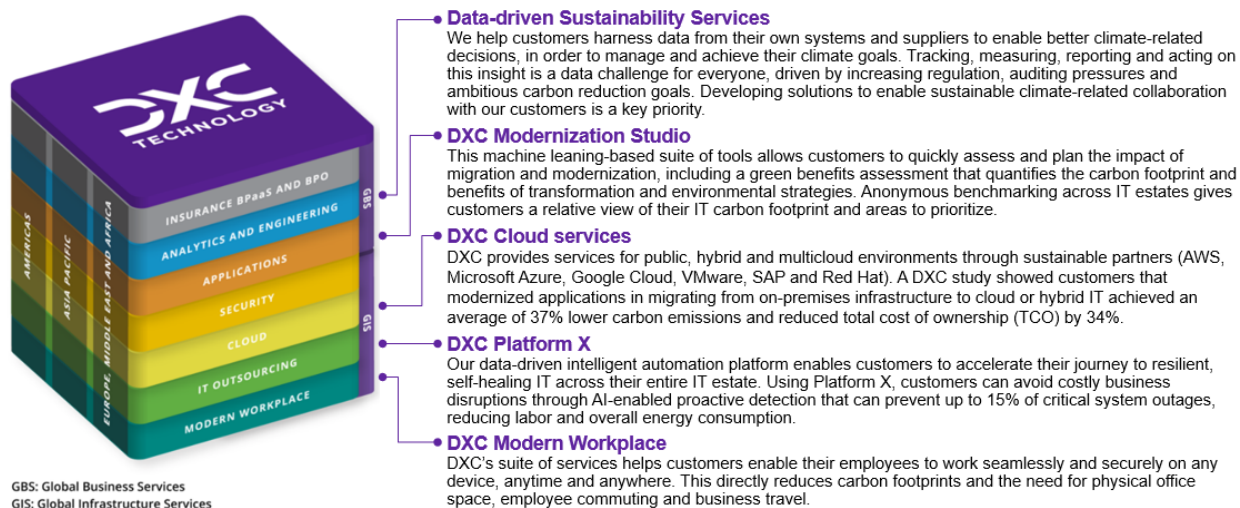 DXC
TECHNOLOGY
INSURANCE BPaaS AND BPO
ANALYTICS AND ENGINEERING
APPLICATIONS
SECURITY
CLOUD
IT OUTSOURCING
MODERN WORKPLACE
GBS
GIS
AMERICAS
ASIA PACIFIC
EUROPE, MIDDLE EAST AND AFRICA
GBS: Global Business Services
GIS: Global Infrastructure Services
Data-driven Sustainability Services
We help customers harness data from their own systems and suppliers to enable better climate-related
decisions, in order to manage and achieve their climate goals. Tracking, measuring, reporting and acting on
this insight is a data challenge for everyone, driven by increasing regulation, auditing pressures and
ambitious carbon reduction goals. Developing solutions to enable sustainable climate-related collaboration
with our customers is a key priority.
DXC Modernization Studio
This machine leaning-based suite of tools allows customers to quickly assess and plan the impact of
migration and modernization, including a green benefits assessment that quantifies the carbon footprint and
benefits of transformation and environmental strategies. Anonymous benchmarking across IT estates gives
customers a relative view of their IT carbon footprint and areas to prioritize.
DXC Cloud services
DXC provides services for public, hybrid and multicloud environments through sustainable partners (AWS,
Microsoft Azure, Google Cloud, VMware, SAP and Red Hat). A DXC study showed customers that
modernized applications in migrating from on-premises infrastructure to cloud or hybrid IT achieved an
average of 37% lower carbon emissions and reduced total cost of ownership (TCO) by 34%.
DXC Platform X
Our data-driven intelligent automation platform enables customers to accelerate their journey to resilient,
self-healing IT across their entire IT estate. Using Platform X, customers can avoid costly business
disruptions through AI-enabled proactive detection that can prevent up to 15% of critical system outages,
reducing labor and overall energy consumption.
DXC Modern Workplace
DXC's suite of services helps customers enable their employees to work seamlessly and securely on any
device, anytime and anywhere. This directly reduces carbon footprints and the need for physical office
space, employee commuting and business travel.